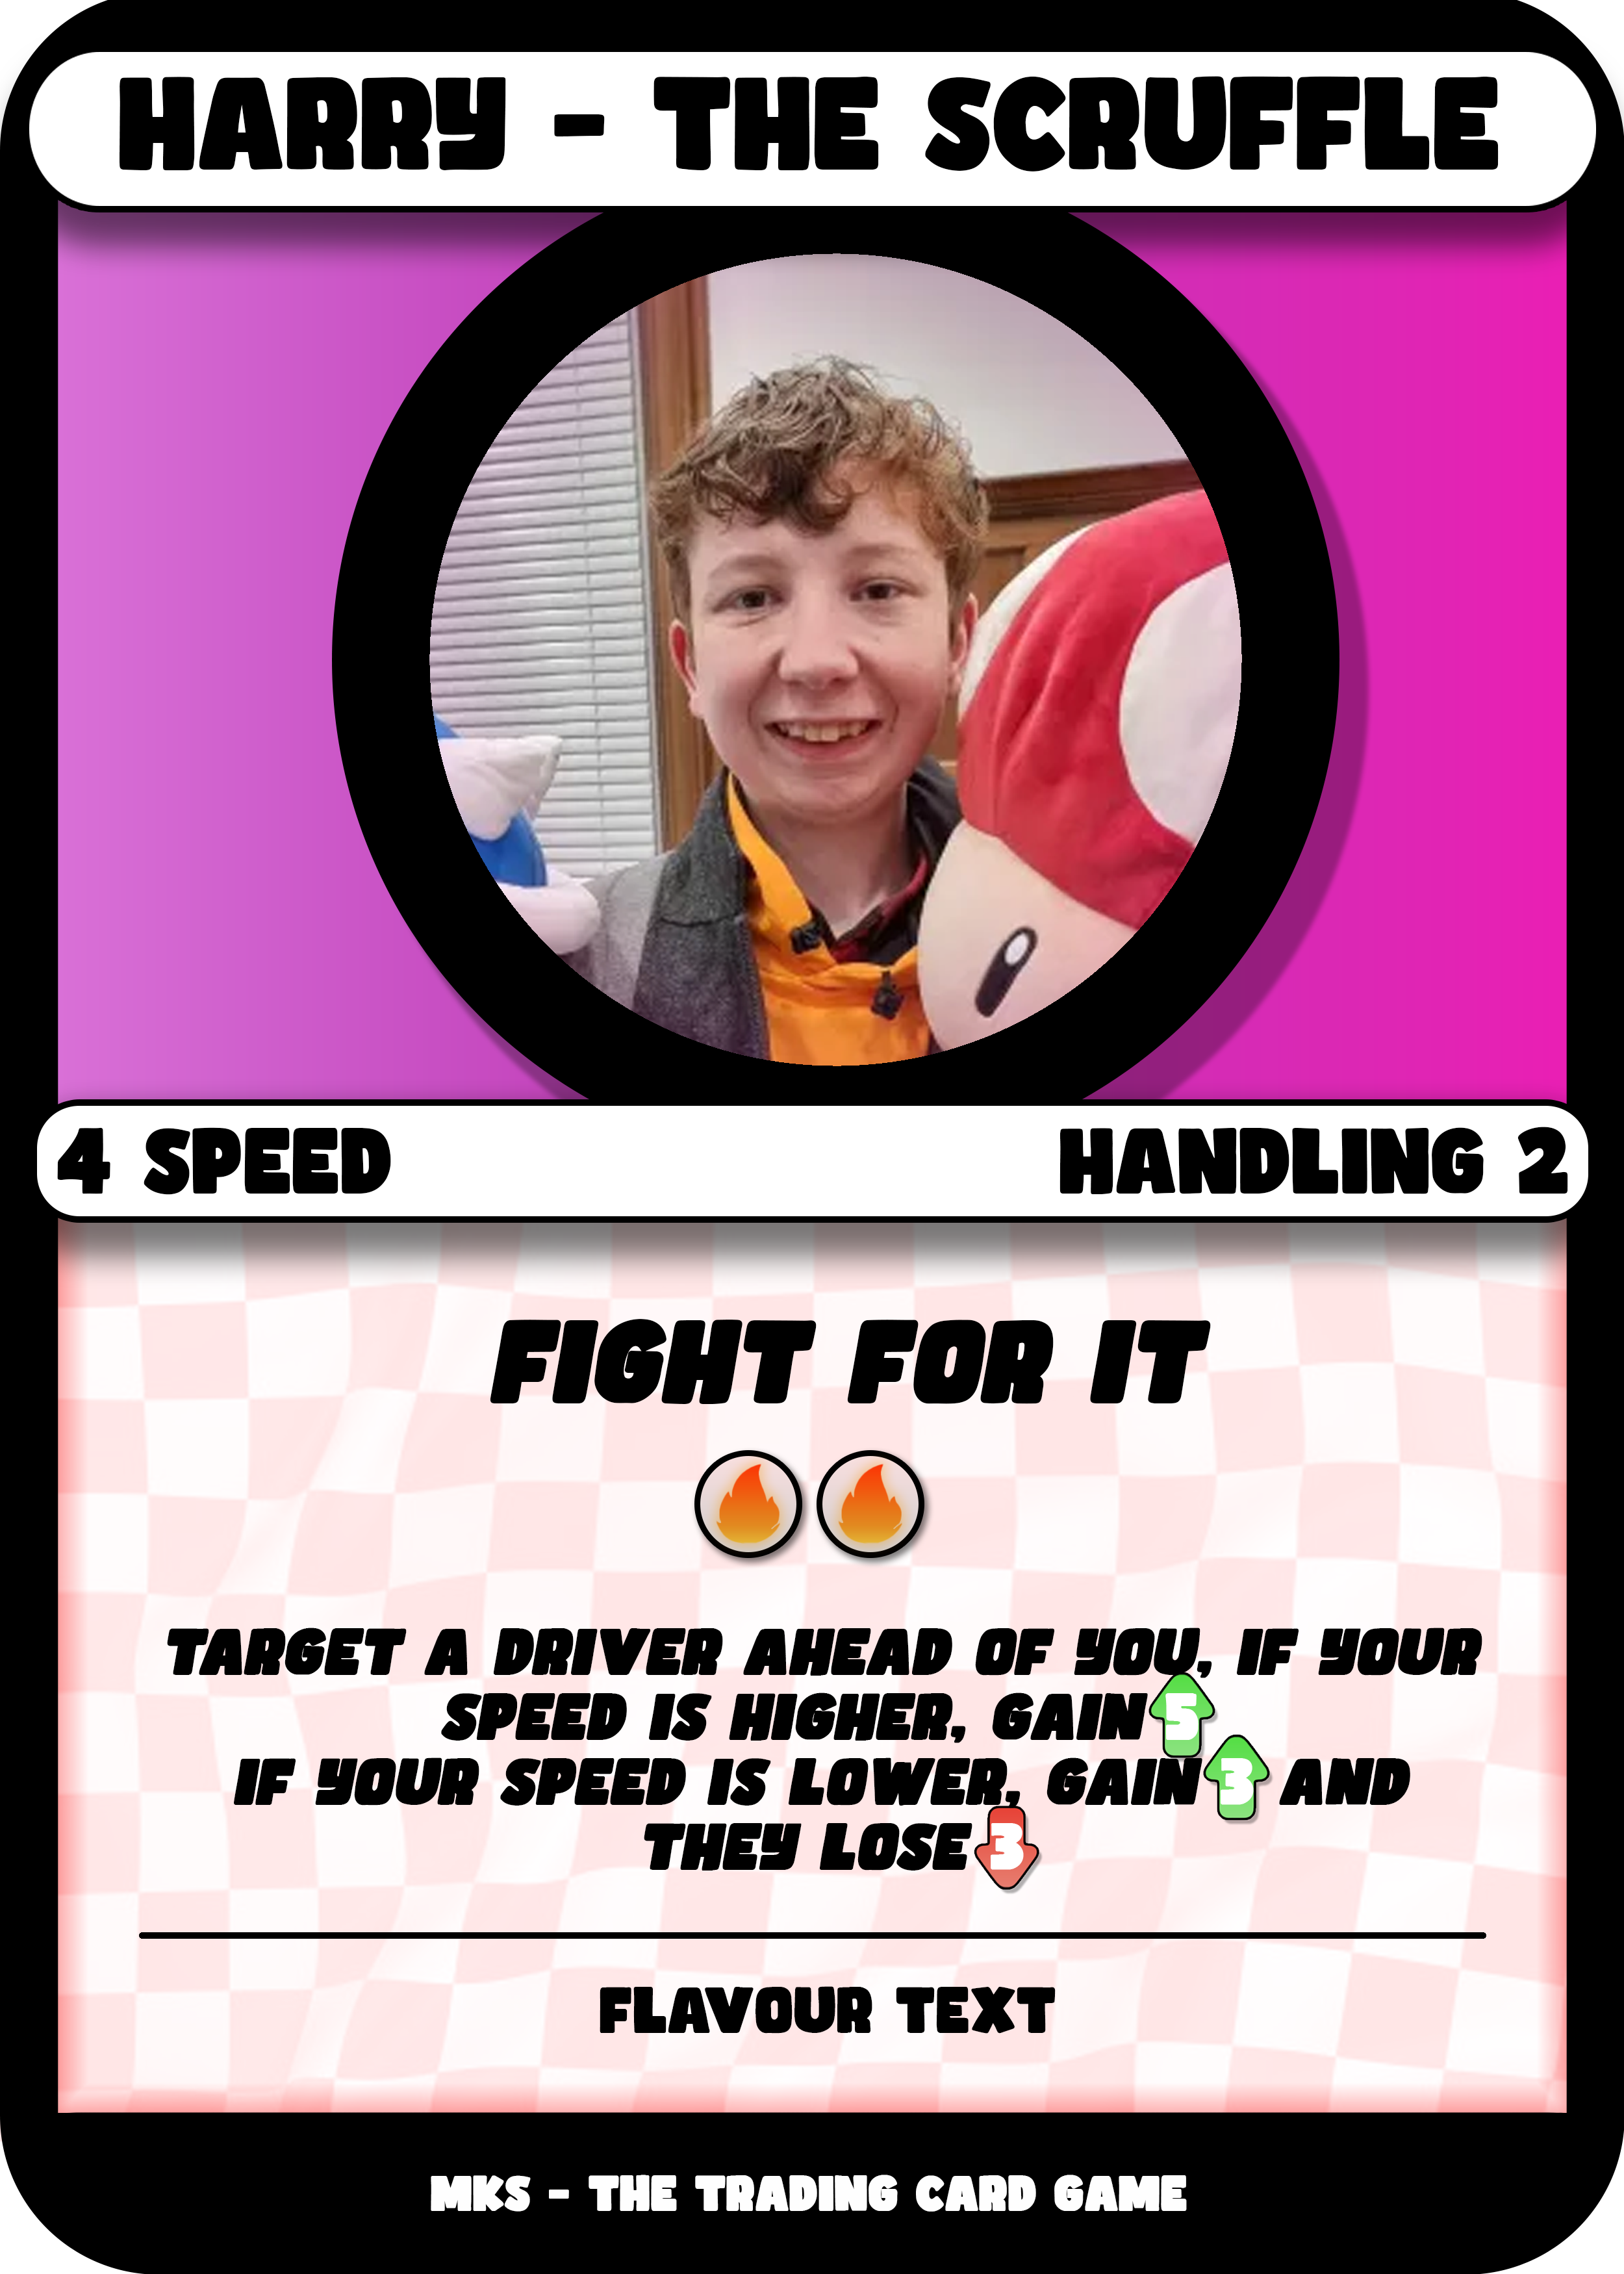 HARRY - THE SCRUFFLE
4 SPEED
HANDLING 2
FIGHT FOR IT
TARGET A DRIVER AHEAD OF YOU, IF YOUR
SPEED IS HIGHER, GAIN 5
IF YOUR SPEED IS LOWER, GAIN 3 AND
THEY LOSE 3
FLAVOUR TEXT
MKS - THE TRADING CARD GAME